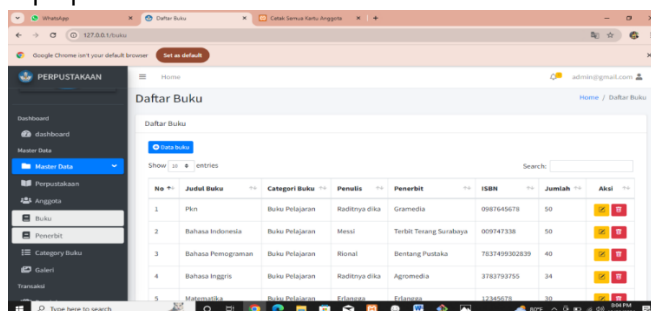 WhatsApp Daftar Buku Cetak Semua Kartu Anggota
127.0.0.1/buku
Google Chrome isn't your default browser Set as default
PERPUSTAKAAN Home admin@gmail.com
Daftar Buku Home / Daftar Buku
Dashboard
dashboard
Master Data
Master Data
Perpustakaan
Anggota
Buku
Penerbit
Category Buku
Galeri
Transaksi
Daftar Buku
Data buku
Show 10 entries Search:
No Judul Buku Categori Buku Penulis Penerbit ISBN Jumlah Aksi
1 Pkn Buku Pelajaran Raditnya dika Gramedia 0987645678 50
2 Bahasa Indonesia Buku Pelajaran Messi Terbit Terang Surabaya 009747338 50
3 Bahasa Pemograman Buku Pelajaran Rional Bentang Pustaka 7837499302839 40
4 Bahasa Inggris Buku Pelajaran Raditnya dika Agromedia 3783793755 34
5 Matematika Buku Pelajaran Erlangga Erlangga 12345678 30
Type here to search 80°F 9:04 PM